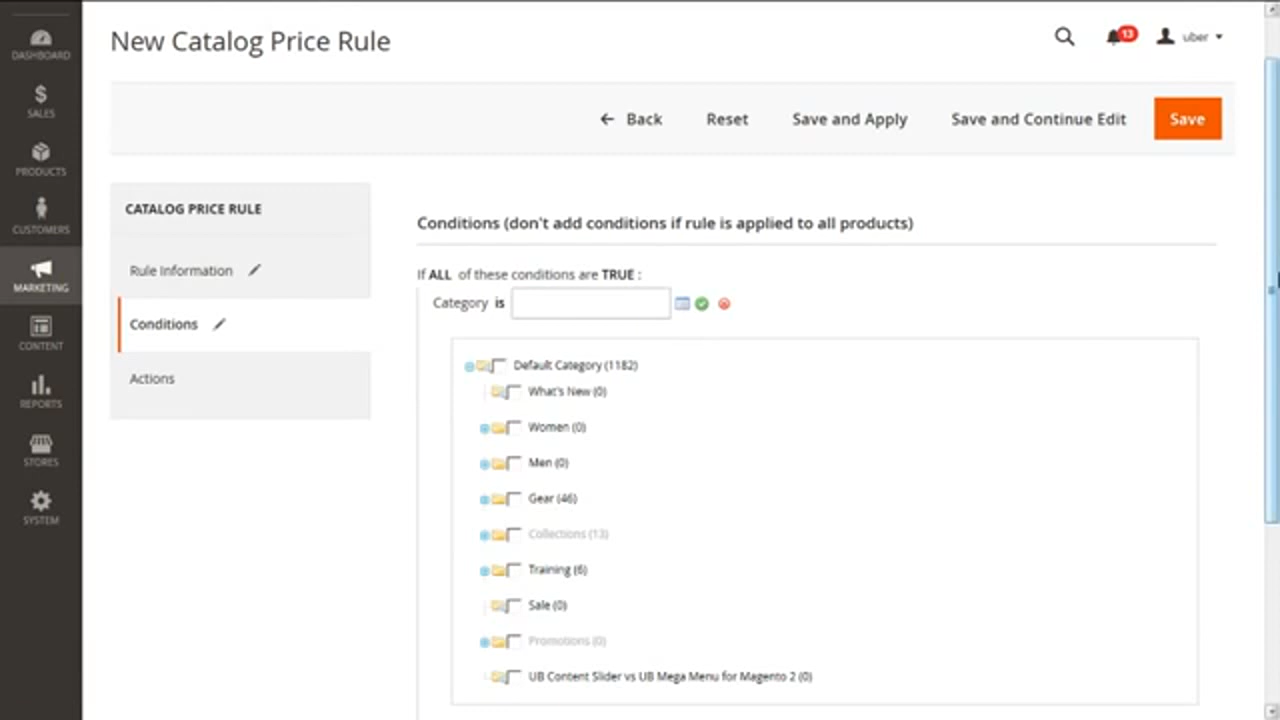 New Catalog Price Rule
13
uber
DASHBOARD
SALES
PRODUCTS
CUSTOMERS
MARKETING
CONTENT
REPORTS
STORES
SYSTEM
Back
Reset
Save and Apply
Save and Continue Edit
Save
CATALOG PRICE RULE
Rule Information
Conditions
Actions
Conditions (don't add conditions if rule is applied to all products)
If ALL of these conditions are TRUE :
Category is
Default Category (1182)
What's New (0)
Women (0)
Men (0)
Gear (46)
Collections (13)
Training (6)
Sale (0)
Promotions (0)
UB Content Slider vs UB Mega Menu for Magento 2 (0)